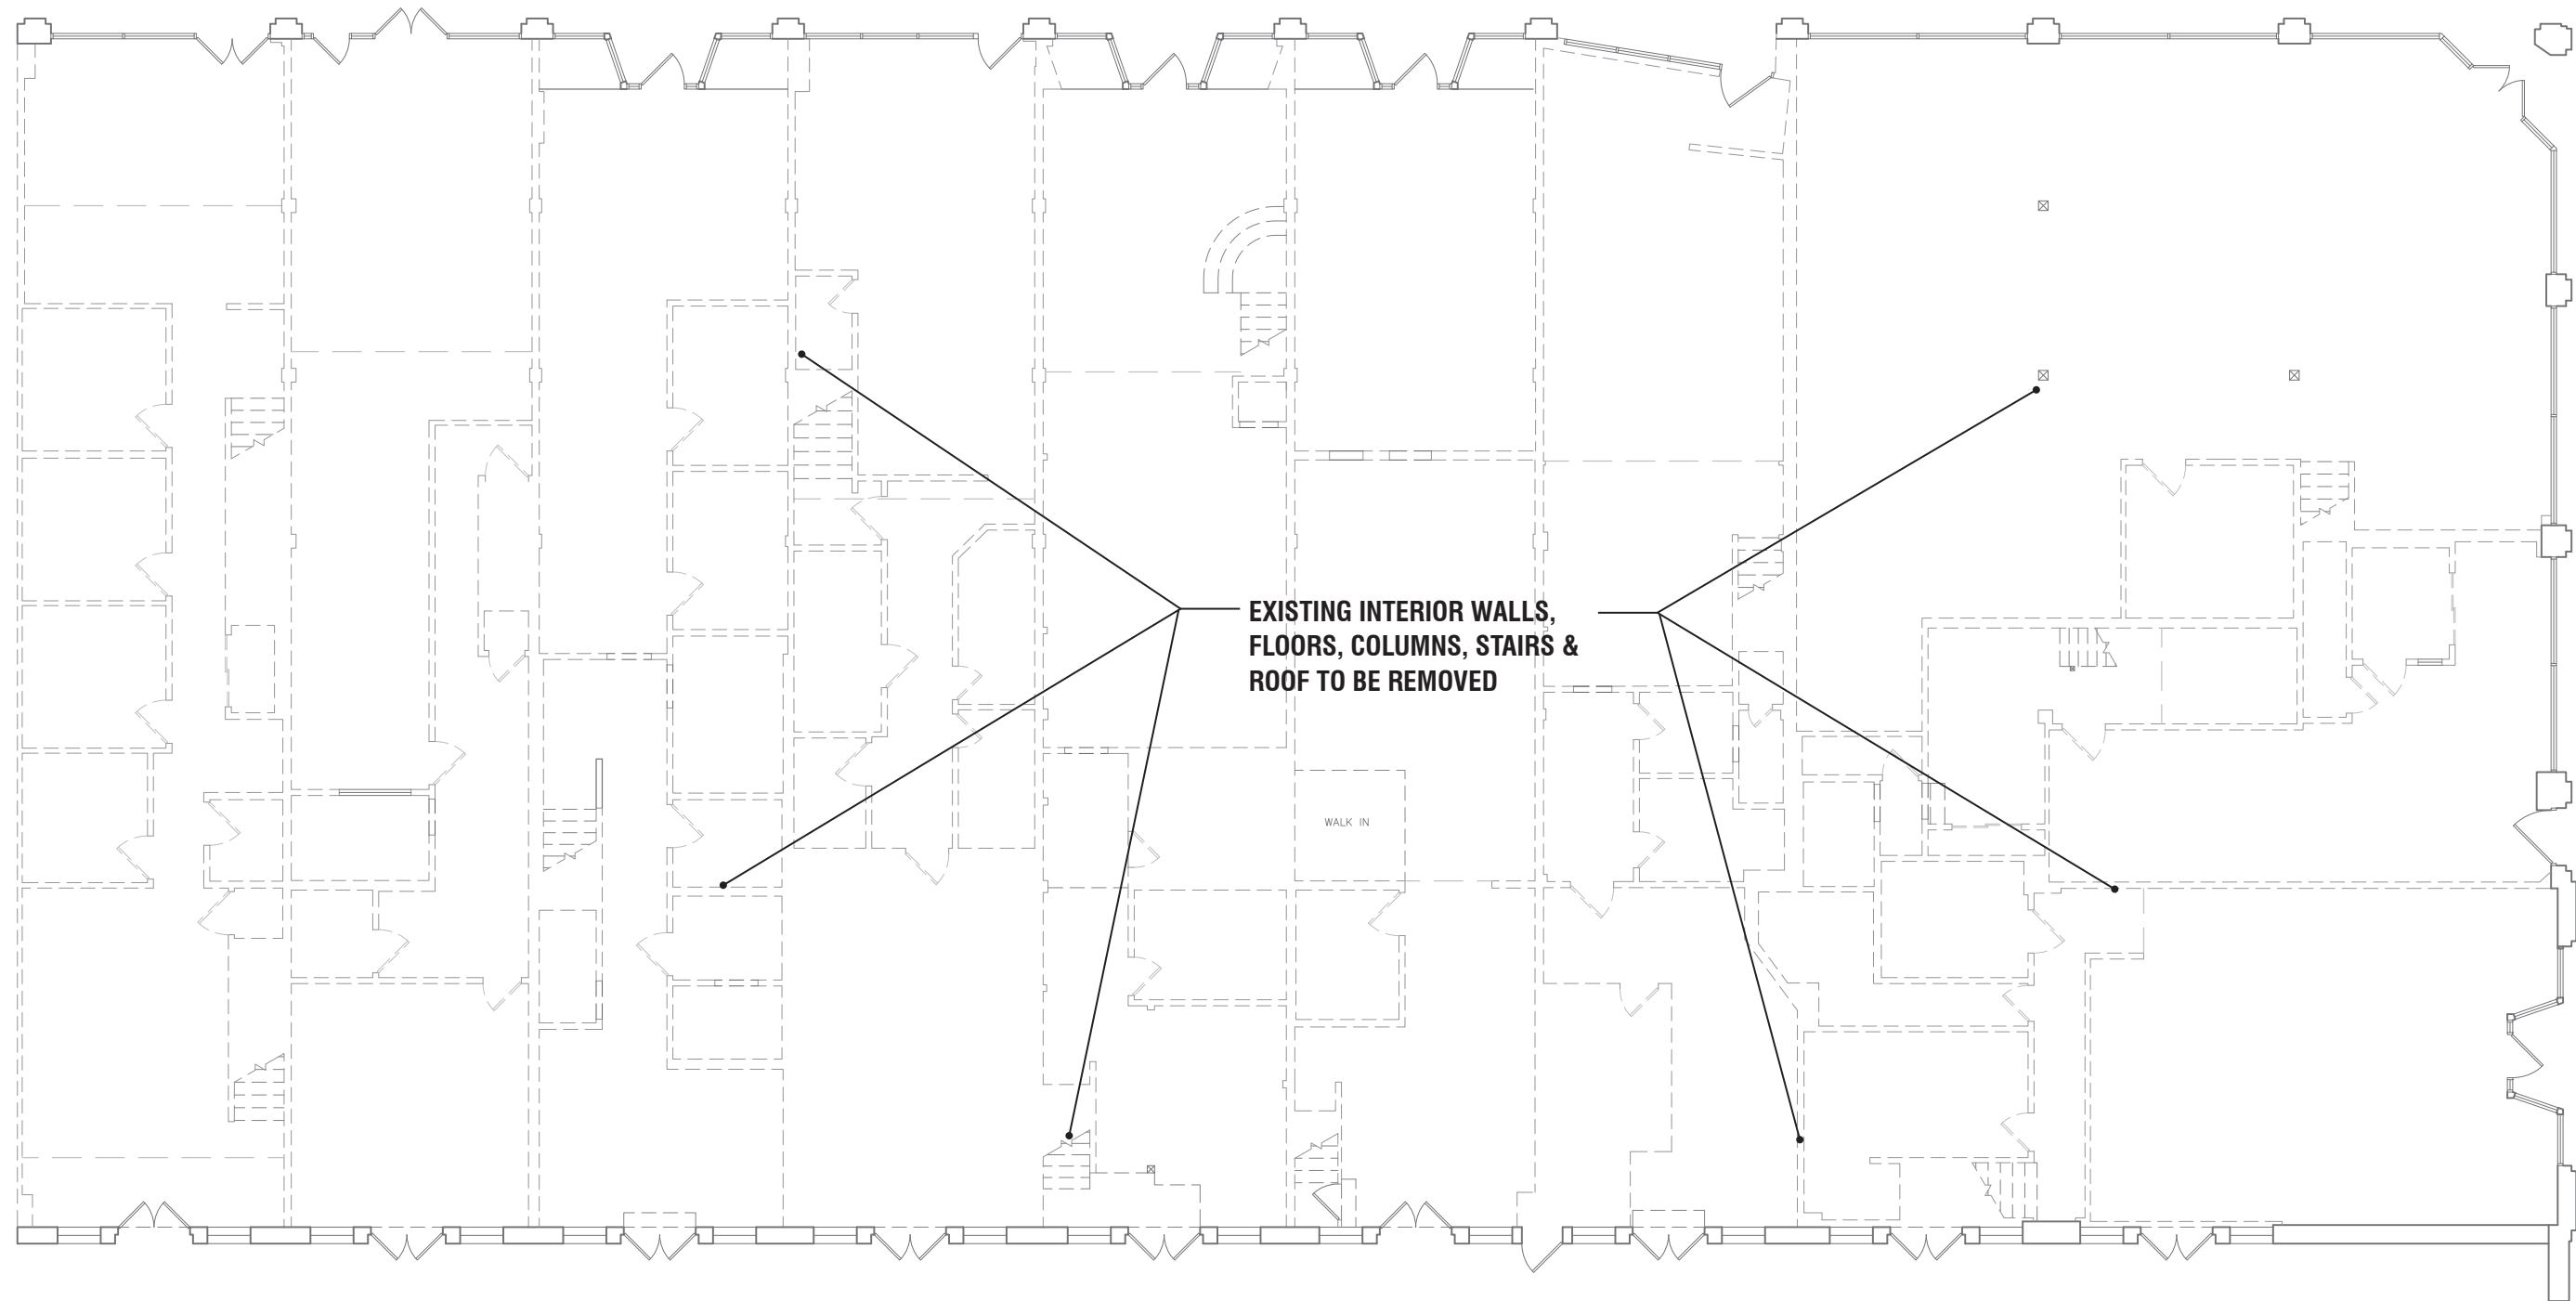 EXISTING INTERIOR WALLS,
FLOORS, COLUMNS, STAIRS &
ROOF TO BE REMOVED
WALK IN